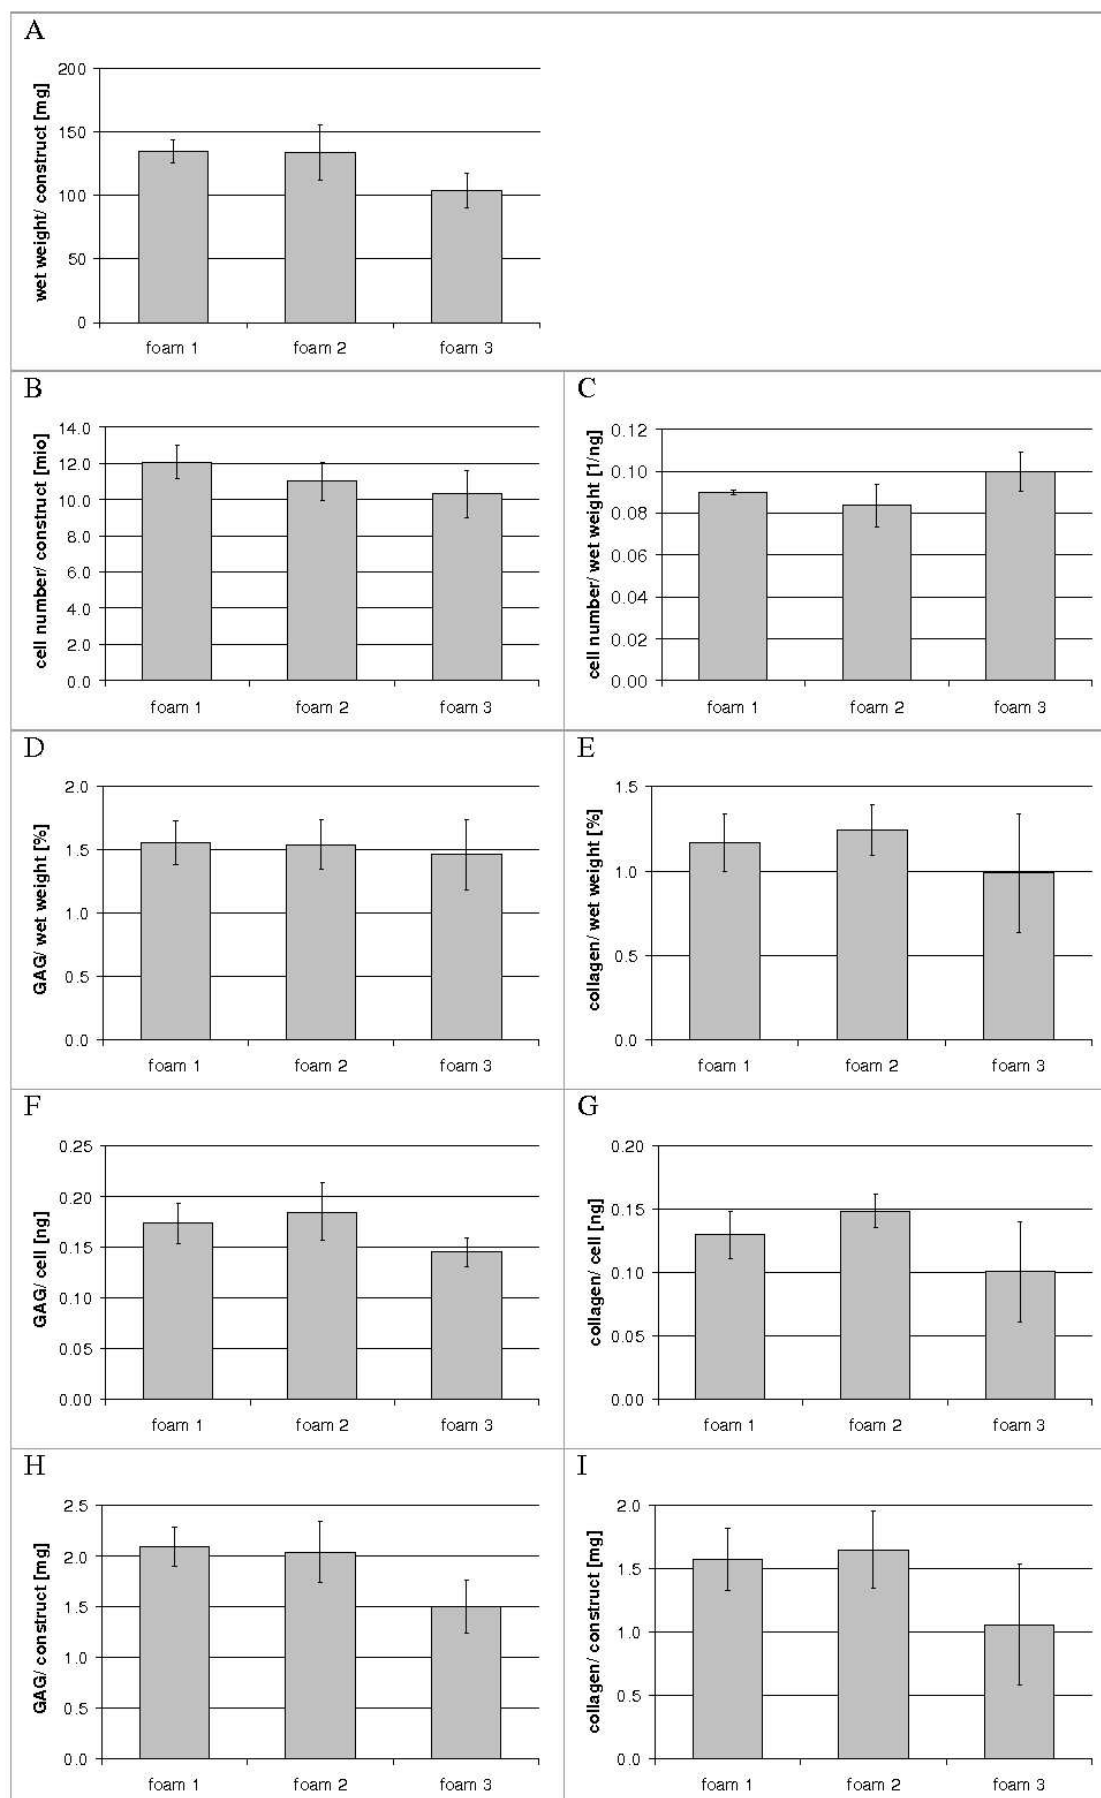 A
wet weight/ construct [mg]
200
150
100
50
0
foam 1 foam 2 foam 3
B
cell number/ construct [mio]
14.0
12.0
10.0
8.0
6.0
4.0
2.0
0.0
foam 1 foam 2 foam 3
C
cell number/ wet weight [1/ng]
0.12
0.10
0.08
0.06
0.04
0.02
0.00
foam 1 foam 2 foam 3
D
GAG/ wet weight [%]
2.0
1.5
1.0
0.5
0.0
foam 1 foam 2 foam 3
E
collagen/ wet weight [%]
1.5
1.0
0.5
0.0
foam 1 foam 2 foam 3
F
GAG/ cell [ng]
0.25
0.20
0.15
0.10
0.05
0.00
foam 1 foam 2 foam 3
G
collagen/ cell [ng]
0.20
0.15
0.10
0.05
0.00
foam 1 foam 2 foam 3
H
GAG/ construct [mg]
2.5
2.0
1.5
1.0
0.5
0.0
foam 1 foam 2 foam 3
I
collagen/ construct [mg]
2.0
1.5
1.0
0.5
0.0
foam 1 foam 2 foam 3